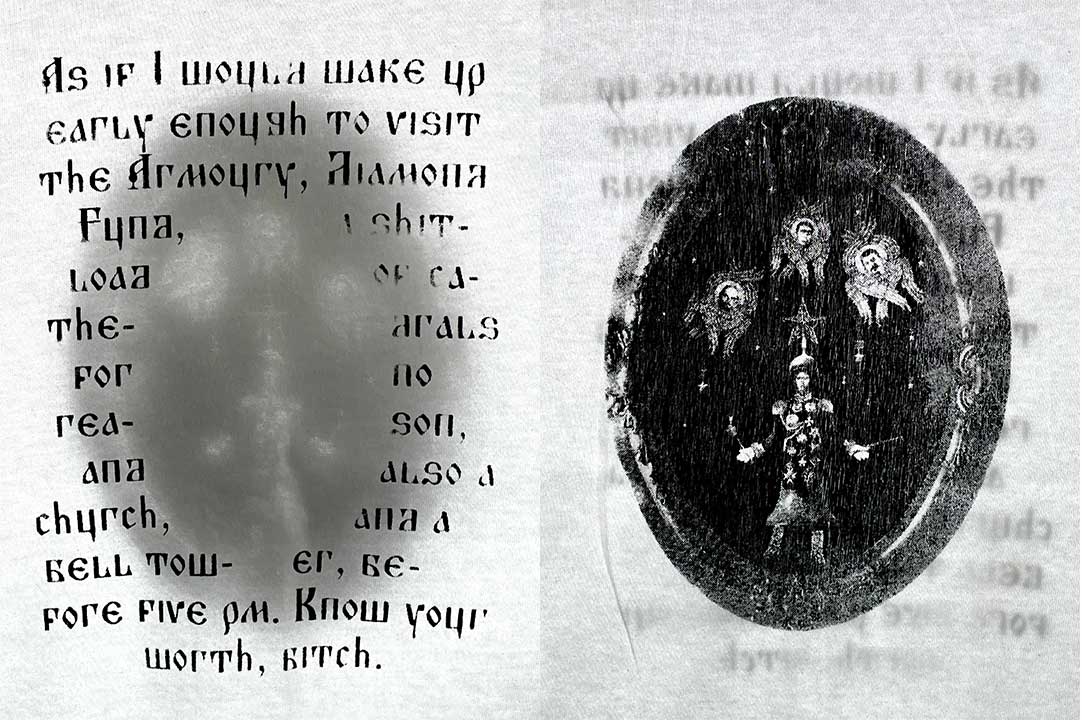 As if I would wake up
early enough to visit
the Armoury, Diamond
Fund, a shit-
load of ca-
the- drals
for no
rea- son,
and also a
church, and a
bell tow- er, be-
fore five pm. Know your
worth, bitch.